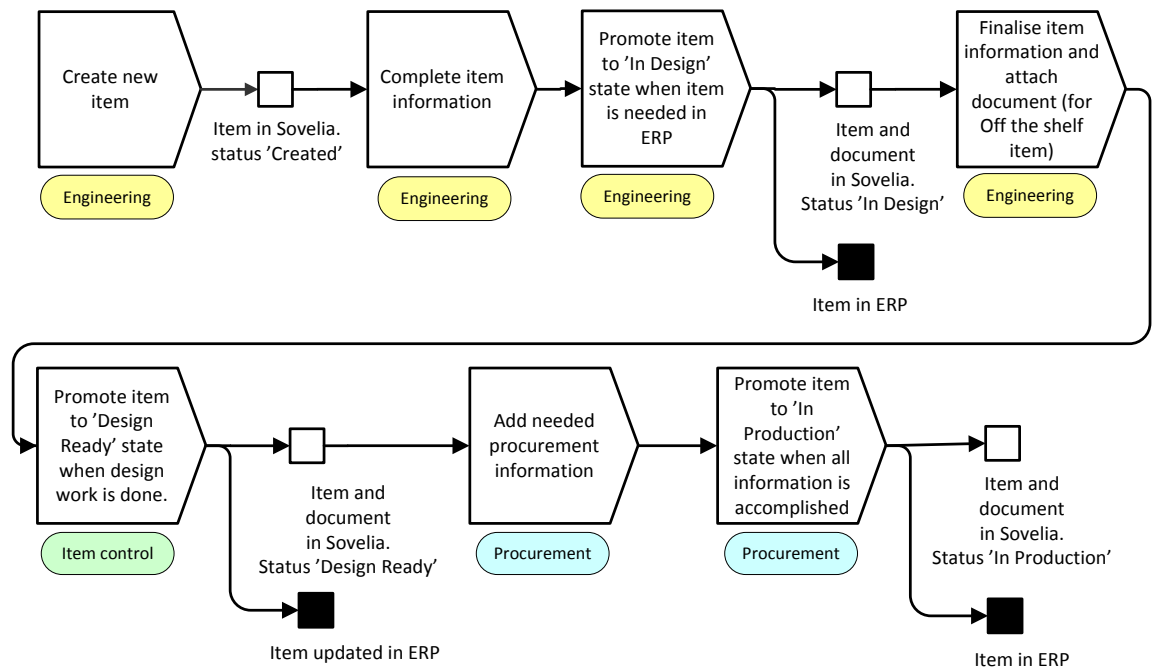 Create new
item
Engineering
Item in Sovelia.
status ’Created’
Complete item
information
Engineering
Promote item
to ’In Design’
state when item
is needed in
ERP
Engineering
Item and
document
in Sovelia.
Status ’In Design’
Item in ERP
Finalise item
information and
attach
document (for
Off the shelf
item)
Engineering
Promote item
to ’Design
Ready’ state
when design
work is done.
Item control
Item and
document
in Sovelia.
Status ’Design Ready’
Item updated in ERP
Add needed
procurement
information
Procurement
Promote item
to ’In
Production’
state when all
information is
accomplished
Procurement
Item and
document
in Sovelia.
Status ’In Production’
Item in ERP